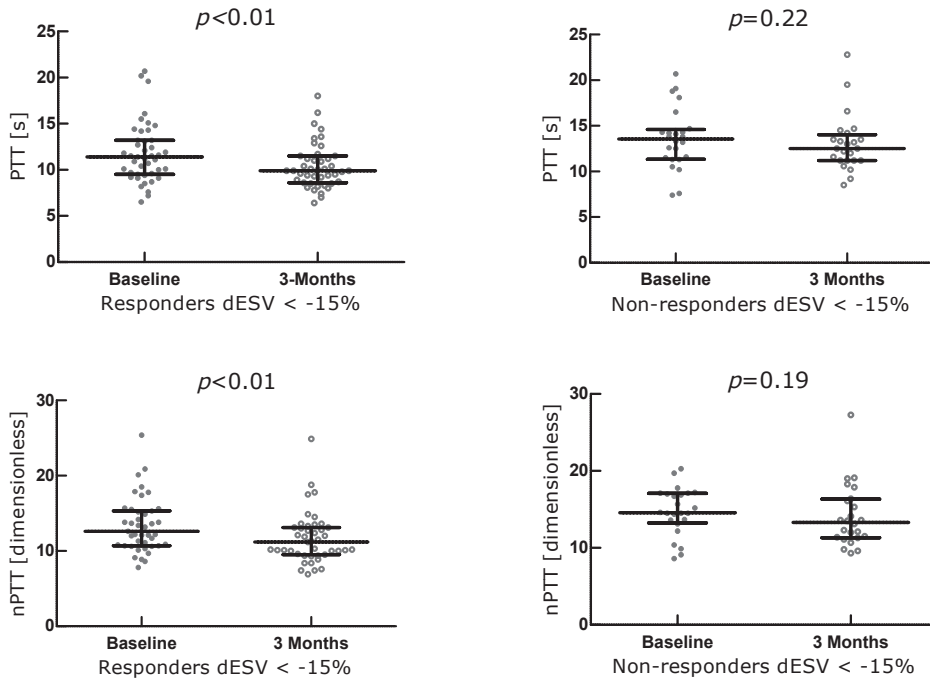 p<0.01
PTT [s]
25
20
15
10
5
0
Baseline
3-Months
Responders dESV < -15%
p=0.22
PTT [s]
25
20
15
10
5
0
Baseline
3 Months
Non-responders dESV < -15%
p<0.01
nPTT [dimensionless]
30
20
10
0
Baseline
3 Months
Responders dESV < -15%
p=0.19
nPTT [dimensionless]
30
20
10
0
Baseline
3 Months
Non-responders dESV < -15%